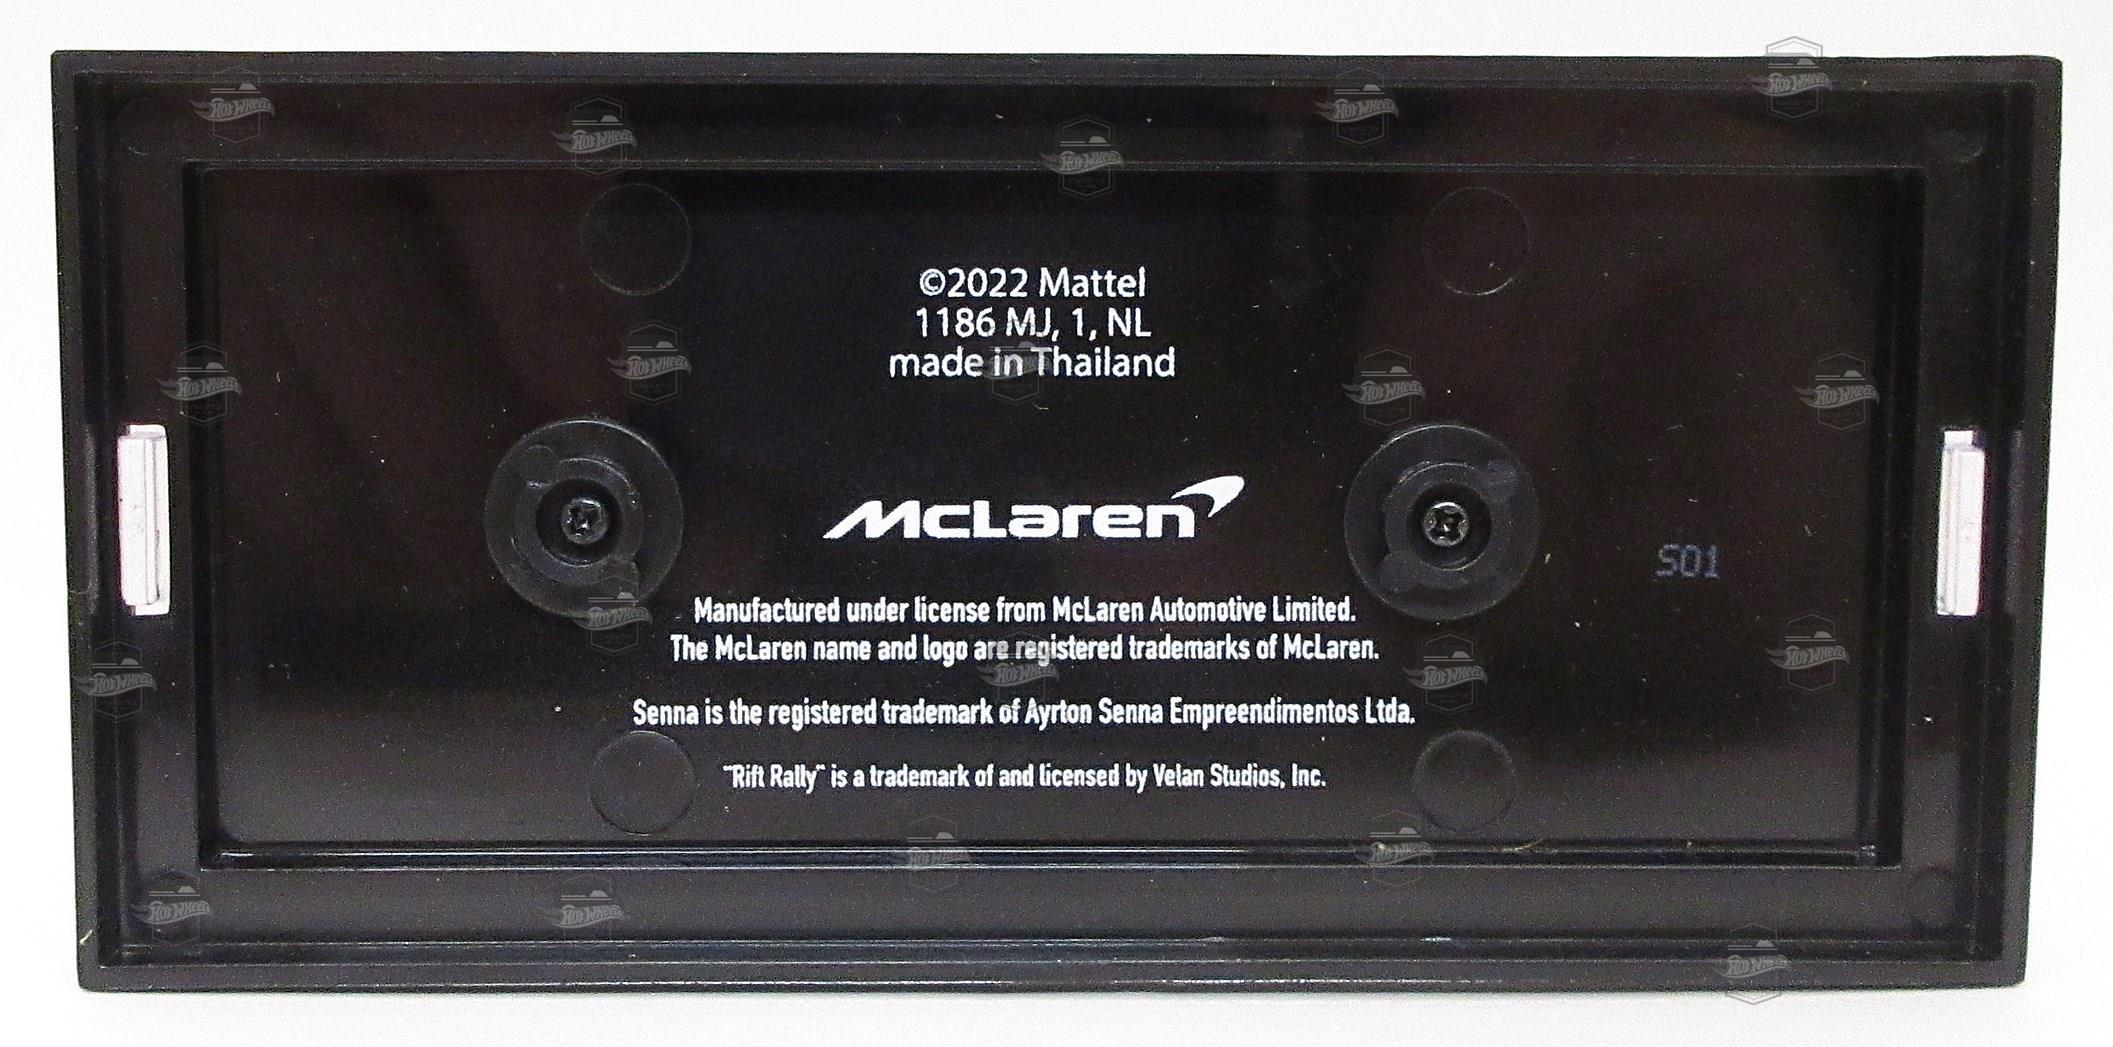 ©2022 Mattel
1186 MJ, 1, NL
made in Thailand
McLaren
S01
Manufactured under license from McLaren Automotive Limited.
The McLaren name and logo are registered trademarks of McLaren.
Senna is the registered trademark of Ayrton Senna Empreendimentos Ltda.
"Rift Rally" is a trademark of and licensed by Velan Studios, Inc.
Hot Wheels